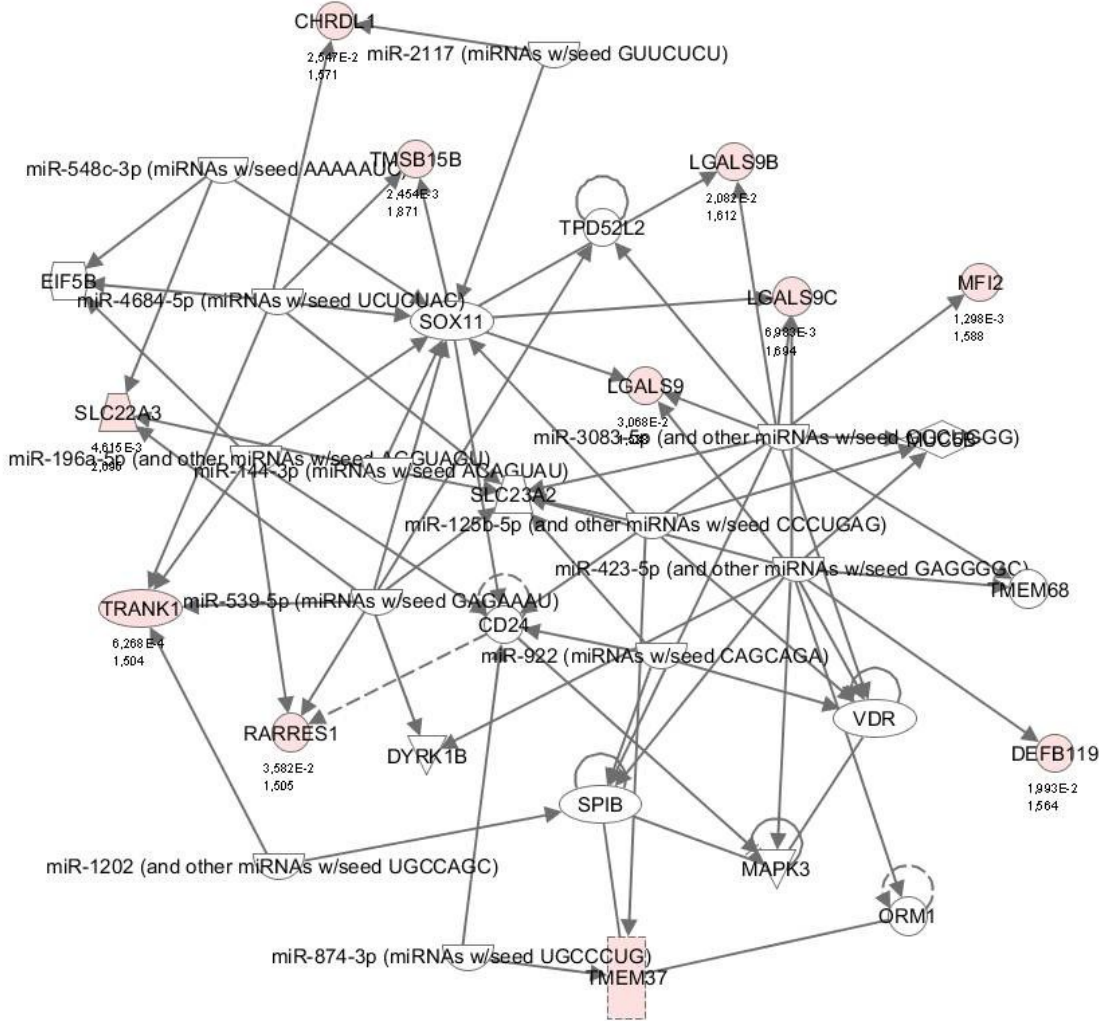 CHRDL1
2,547E-2
1,571
miR-2117 (miRNAs w/seed GUUCUCU)
miR-548c-3p (miRNAs w/seed AAAAAUC)
TMSB15B
2,454E-3
1,871
LGALS9B
2,082E-2
1,612
TPD52L2
EIF5B
miR-4684-5p (miRNAs w/seed UCUCUAC)
SOX11
LGALS9C
6,983E-3
1,694
MFI2
1,298E-3
1,588
LGALS9
3,068E-2
SLC22A3
4,615E-3
miR-3083-5p (and other miRNAs w/seed
MUC5B
miR-196a-5p (and other miRNAs w/seed AGGUAGU)
miR-144-3p (miRNAs w/seed ACAGUAU)
SLC23A2
miR-125b-5p (and other miRNAs w/seed CCCUGAG)
miR-423-5p (and other miRNAs w/seed GAGGGGC)
TMEM68
TRANK1
6,268E-4
1,504
miR-539-5p (miRNAs w/seed GAGAAAU)
CD24
miR-922 (miRNAs w/seed CAGCAGA)
VDR
RARRES1
3,582E-2
1,505
DYRK1B
DEFB119
1,993E-2
1,564
SPIB
miR-1202 (and other miRNAs w/seed UGCCAGC)
MAPK3
ORM1
miR-874-3p (miRNAs w/seed UGCCCUG)
TMEM37